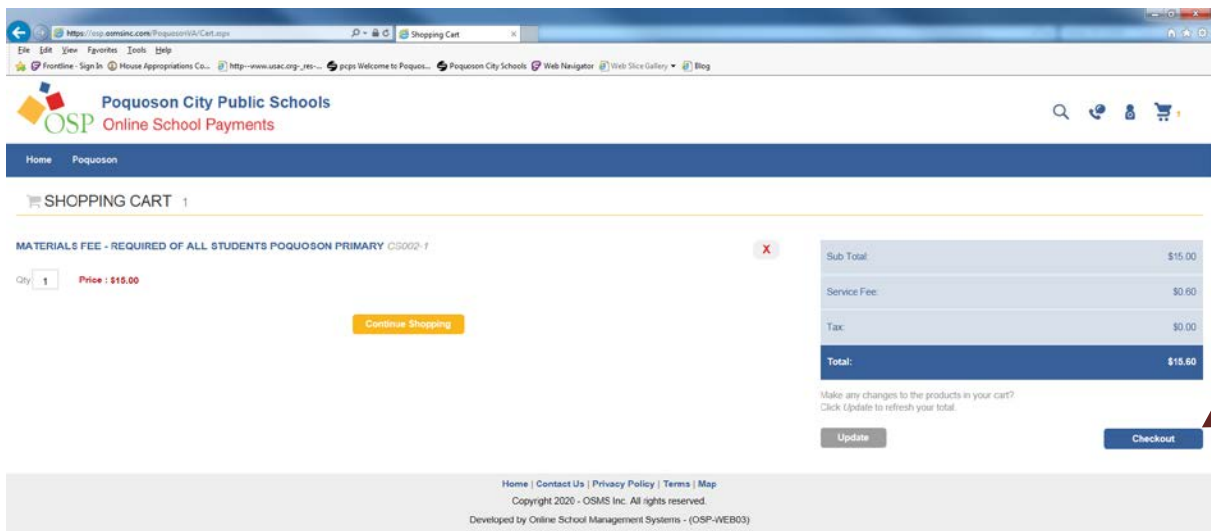 https://osp.osmsinc.com/PoquosonVA/Cart.aspx
Shopping Cart
File Edit View Favorites Tools Help
Frontline - Sign In House Appropriations Co... http--www.usac.org-_res-... pcps Welcome to Poquos... Poquoson City Schools Web Navigator Web Slice Gallery Blog
Poquoson City Public Schools
OSP Online School Payments
1
Home Poquoson
SHOPPING CART 1
MATERIALS FEE - REQUIRED OF ALL STUDENTS POQUOSON PRIMARY CS002-1
X
Qty 1 Price : $15.00
Continue Shopping
Sub Total: $15.00
Service Fee: $0.60
Tax: $0.00
Total: $15.60
Make any changes to the products in your cart?
Click Update to refresh your total.
Update Checkout
Home | Contact Us | Privacy Policy | Terms | Map
Copyright 2020 - OSMS Inc. All rights reserved.
Developed by Online School Management Systems - (OSP-WEB03)